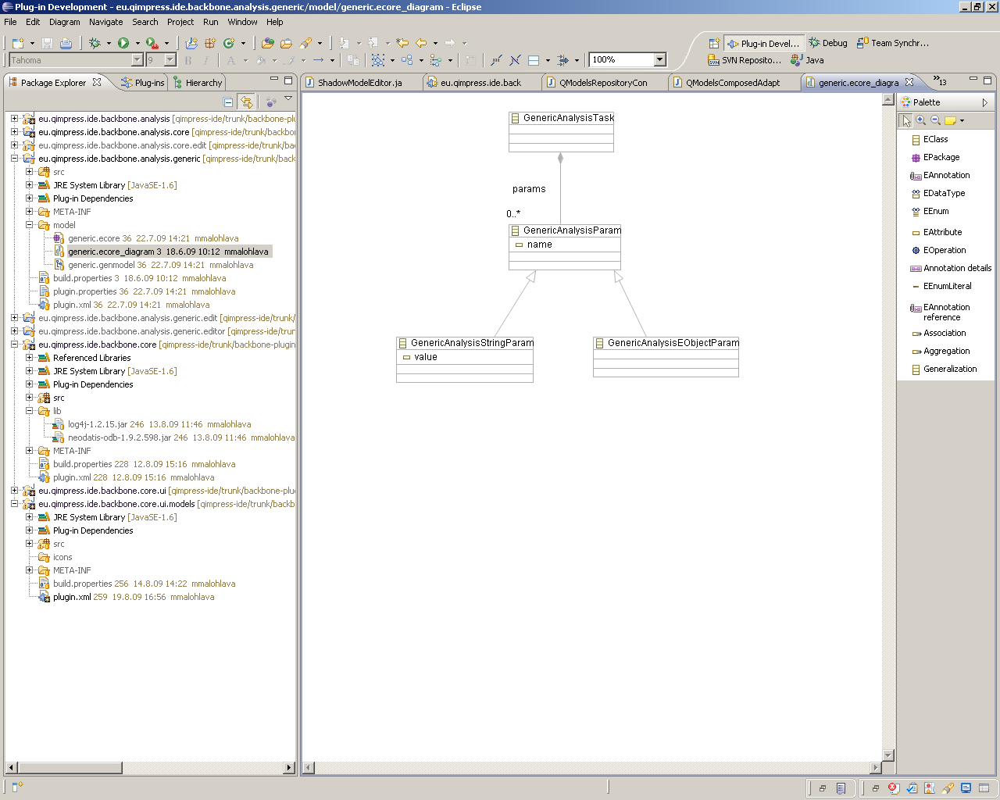 Plug-in Development - eu.qimpress.ide.backbone.analysis.generic/model/generic.ecore_diagram - Eclipse
File Edit Diagram Navigate Search Project Run Window Help
Plug-in Devel... Debug Team Synchr...
Tahoma 9 B I A 100% SVN Reposito... Java
Package Explorer Plug-ins Hierarchy
ShadowModelEditor.ja eu.qimpress.ide.back QModelsRepositoryCon QModelsComposedAdapt generic.ecore_diagra 13
eu.qimpress.ide.backbone.analysis [qimpress-ide/trunk/backbone-plu
eu.qimpress.ide.backbone.analysis.core [qimpress-ide/trunk/backbon
eu.qimpress.ide.backbone.analysis.core.edit [qimpress-ide/trunk/bac
eu.qimpress.ide.backbone.analysis.generic [qimpress-ide/trunk/back
src
JRE System Library [JavaSE-1.6]
Plug-in Dependencies
META-INF
model
generic.ecore 36 22.7.09 14:21 mmalohlava
generic.ecore_diagram 3 18.6.09 10:12 mmalohlava
generic.genmodel 36 22.7.09 14:21 mmalohlava
build.properties 3 18.6.09 10:12 mmalohlava
plugin.properties 36 22.7.09 14:21 mmalohlava
plugin.xml 36 22.7.09 14:21 mmalohlava
eu.qimpress.ide.backbone.analysis.generic.edit [qimpress-ide/trunk/
eu.qimpress.ide.backbone.analysis.generic.editor [qimpress-ide/trun
eu.qimpress.ide.backbone.core [qimpress-ide/trunk/backbone-plugin
Referenced Libraries
JRE System Library [JavaSE-1.6]
Plug-in Dependencies
src
lib
log4j-1.2.15.jar 246 13.8.09 11:46 mmalohlava
neodatis-odb-1.9.2.598.jar 246 13.8.09 11:46 mmalohlava
META-INF
build.properties 228 12.8.09 15:16 mmalohlava
plugin.xml 228 12.8.09 15:16 mmalohlava
eu.qimpress.ide.backbone.core.ui [qimpress-ide/trunk/backbone-plu
eu.qimpress.ide.backbone.core.ui.models [qimpress-ide/trunk/backb
JRE System Library [JavaSE-1.6]
Plug-in Dependencies
src
icons
META-INF
build.properties 256 14.8.09 14:22 mmalohlava
plugin.xml 259 19.8.09 16:56 mmalohlava
GenericAnalysisTask
params
0..*
GenericAnalysisParam
name
GenericAnalysisStringParam
value
GenericAnalysisEObjectParam
Palette
EClass
EPackage
EAnnotation
EDataType
EEnum
EAttribute
EOperation
Annotation details
EEnumLiteral
EAnnotation
reference
Association
Aggregation
Generalization